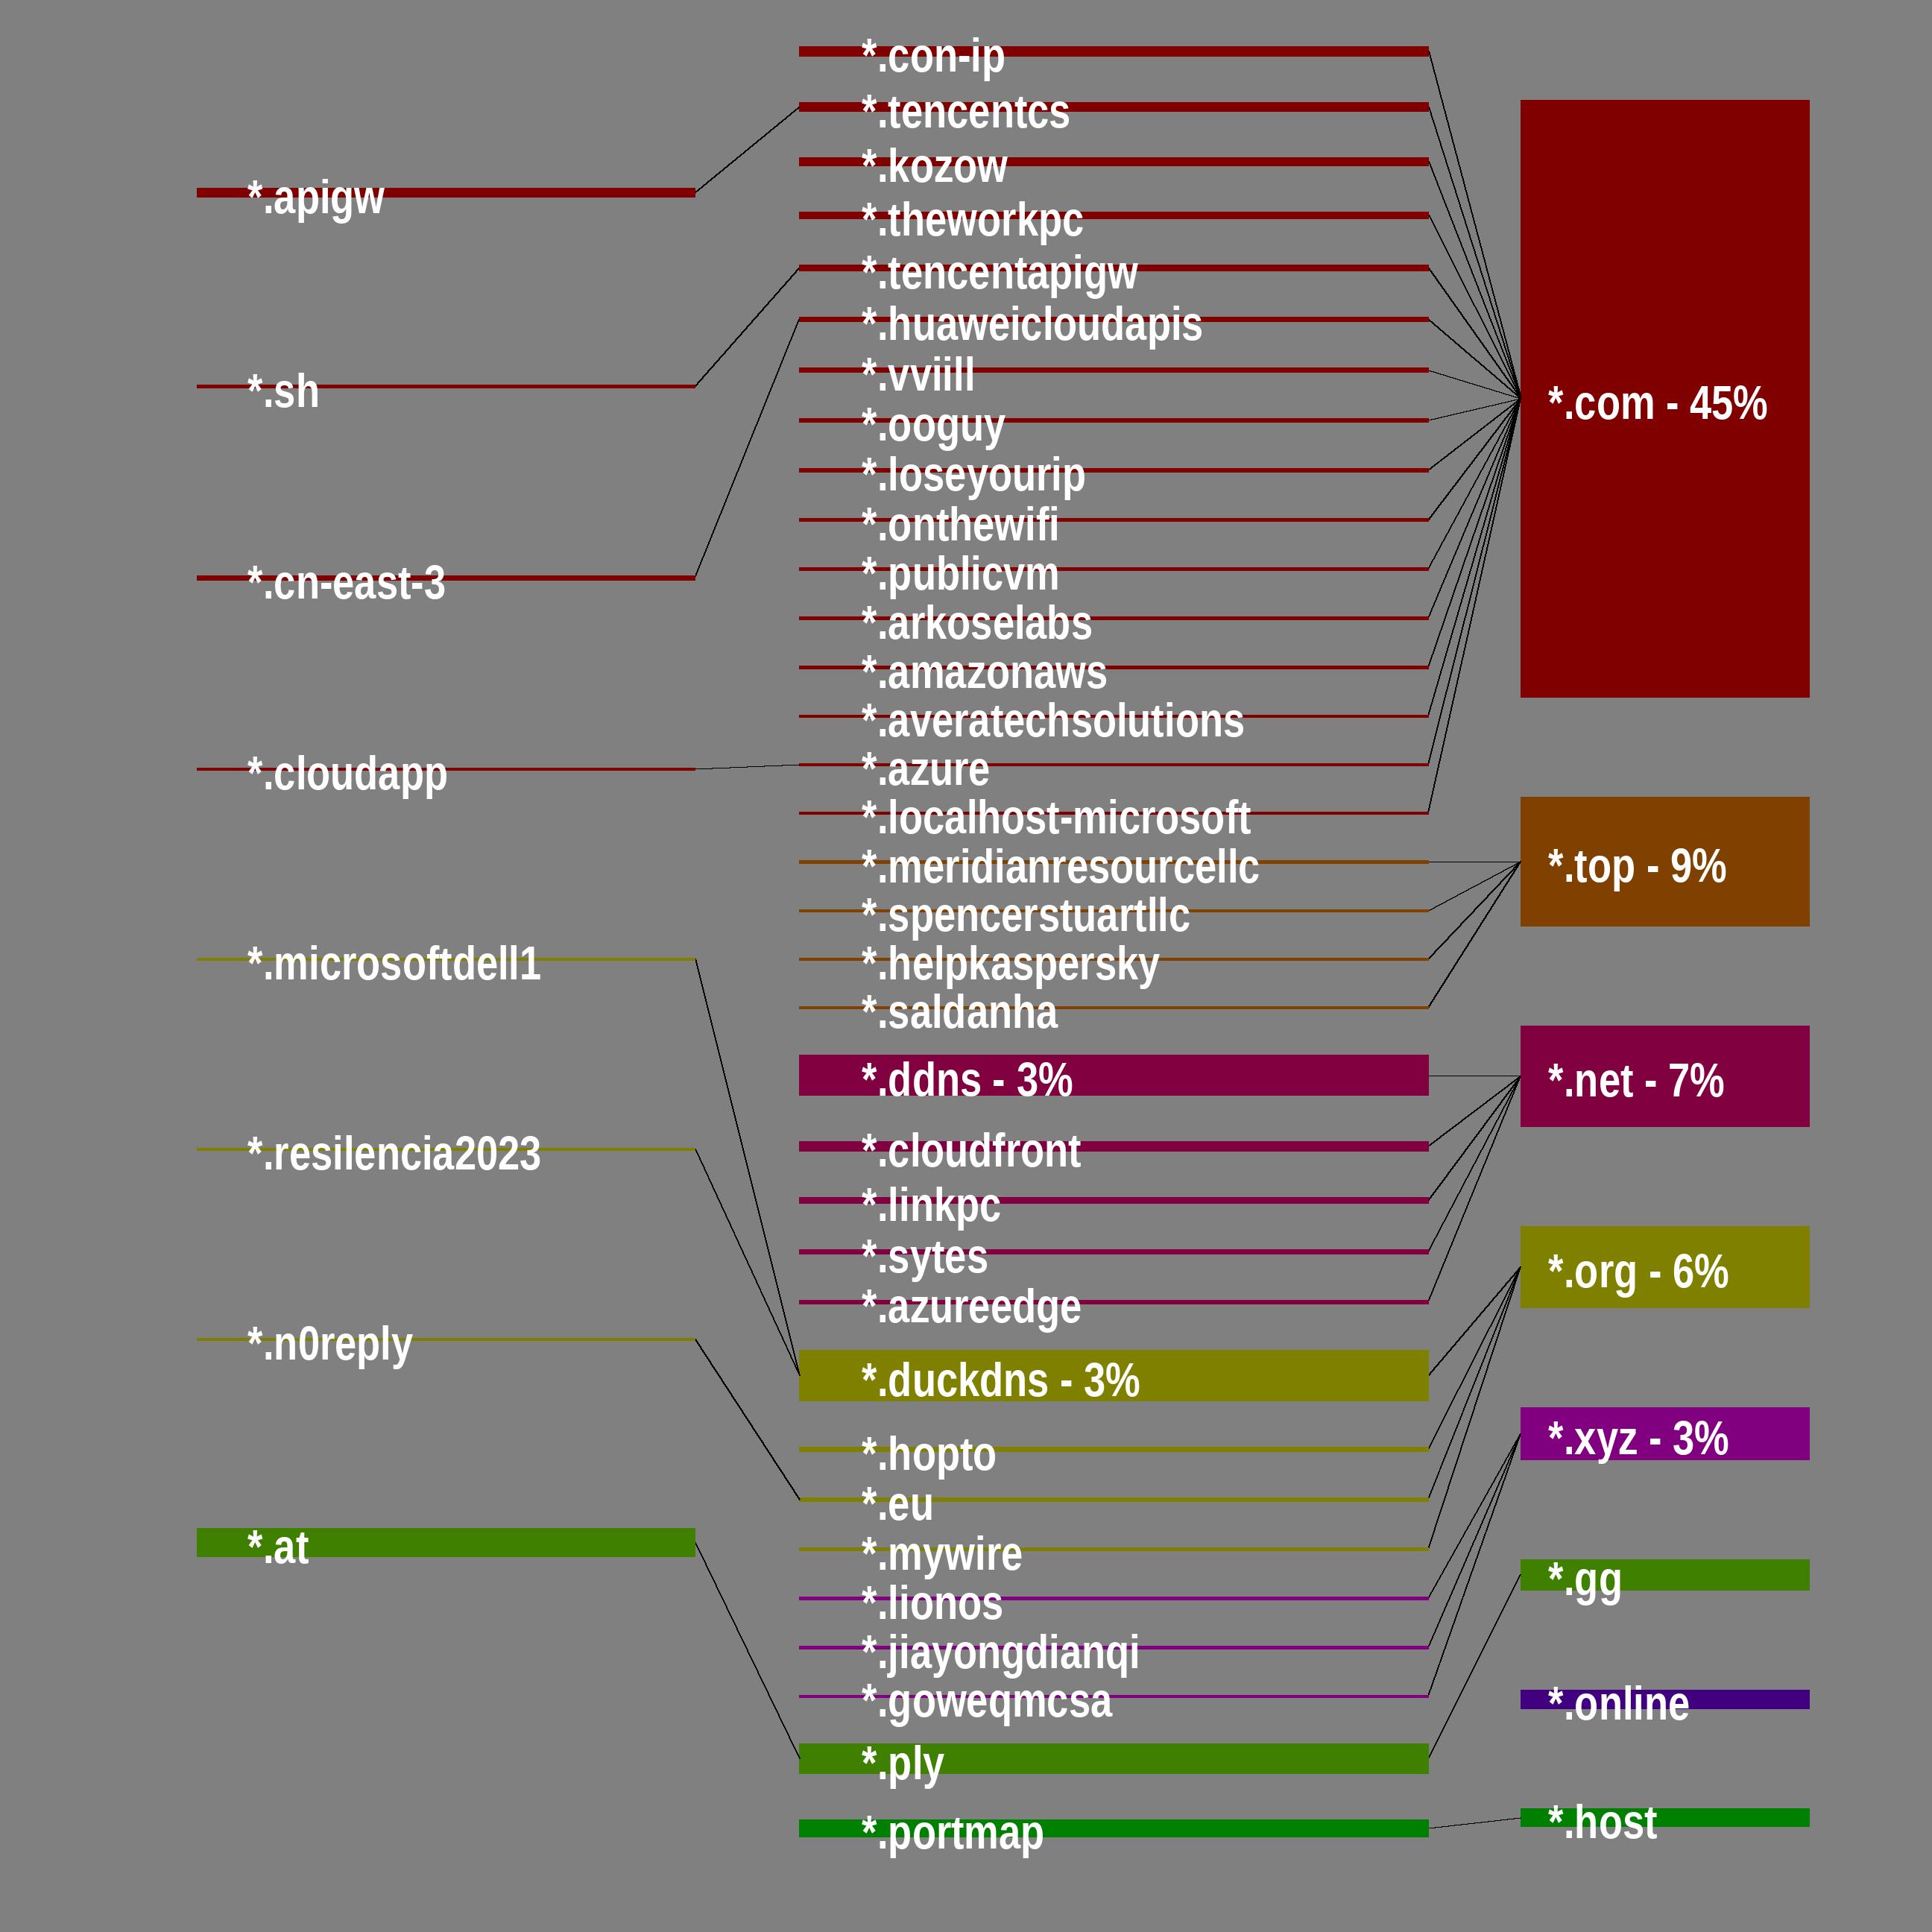 *.apigw
*.sh
*.cn-east-3
*.cloudapp
*.microsoftdell1
*.resilencia2023
*.n0reply
*.at
*.con-ip
*.tencentcs
*.kozow
*.theworkpc
*.tencentapigw
*.huaweicloudapis
*.vviill
*.ooguy
*.loseyourip
*.onthewifi
*.publicvm
*.arkoselabs
*.amazonaws
*.averatechsolutions
*.azure
*.localhost-microsoft
*.meridianresourcellc
*.spencerstuartllc
*.helpkaspersky
*.saldanha
*.ddns - 3%
*.cloudfront
*.linkpc
*.sytes
*.azureedge
*.duckdns - 3%
*.hopto
*.eu
*.mywire
*.lionos
*.jiayongdianqi
*.goweqmcsa
*.ply
*.portmap
*.com - 45%
*.top - 9%
*.net - 7%
*.org - 6%
*.xyz - 3%
*.gg
*.online
*.host